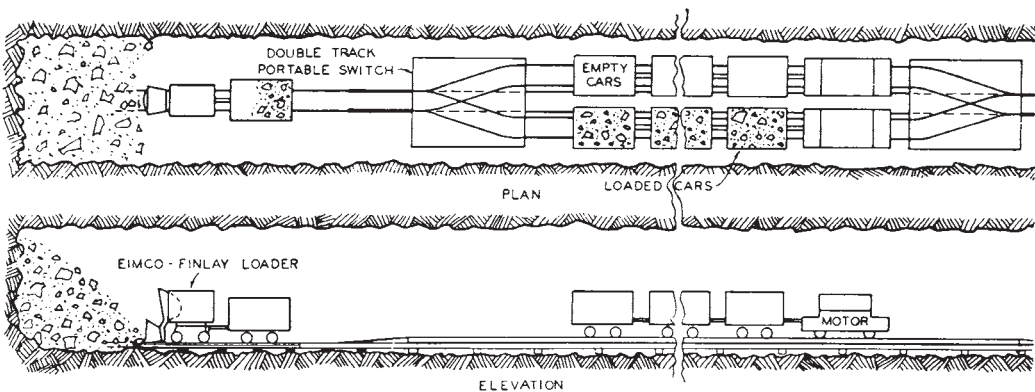 DOUBLE TRACK
PORTABLE SWITCH
EMPTY
CARS
LOADED CARS
PLAN
EIMCO-FINLAY LOADER
MOTOR
ELEVATION